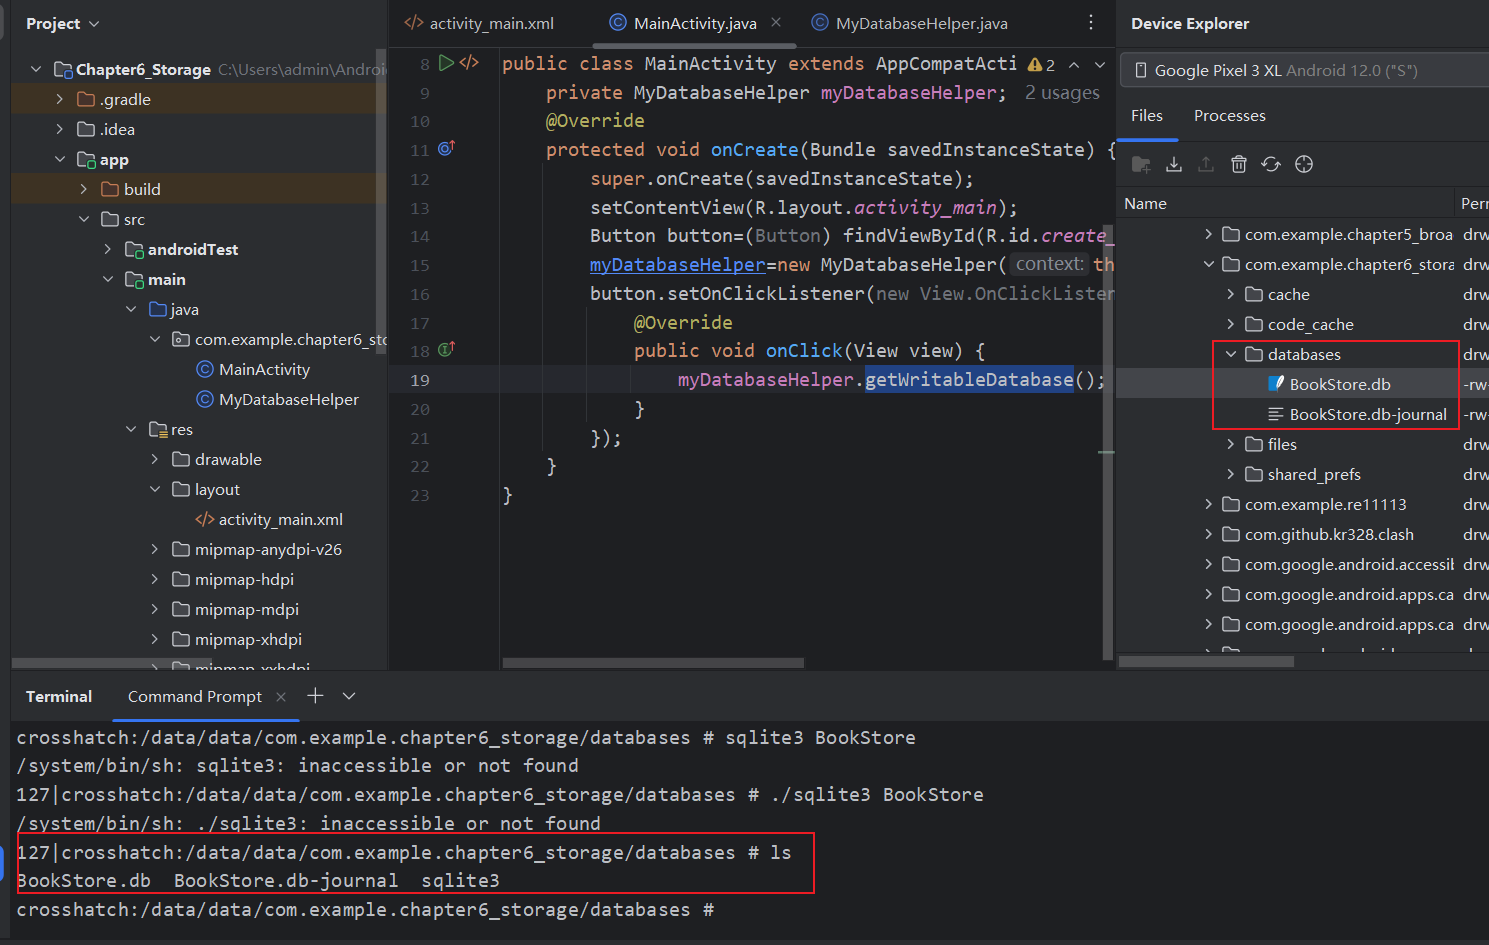 Project
Chapter6_Storage C:\Users\admin\Androi
.gradle
.idea
app
build
src
androidTest
main
java
com.example.chapter6_sto
MainActivity
MyDatabaseHelper
res
drawable
layout
activity_main.xml
mipmap-anydpi-v26
mipmap-hdpi
mipmap-mdpi
mipmap-xhdpi
mipmap-xxhdpi
activity_main.xml MainActivity.java MyDatabaseHelper.java
8 public class MainActivity extends AppCompatActi 2
9 private MyDatabaseHelper myDatabaseHelper; 2 usages
10 @Override
11 protected void onCreate(Bundle savedInstanceState) {
12 super.onCreate(savedInstanceState);
13 setContentView(R.layout.activity_main);
14 Button button=(Button) findViewById(R.id.create_
15 myDatabaseHelper=new MyDatabaseHelper( context: th
16 button.setOnClickListener(new View.OnClickListen
17 @Override
18 public void onClick(View view) {
19 myDatabaseHelper.getWritableDatabase();
20 }
21 });
22 }
23 }
Device Explorer
Google Pixel 3 XL Android 12.0 ("S")
Files Processes
Name Perr
com.example.chapter5_broa drw
com.example.chapter6_stora drw
cache drw
code_cache drw
databases drw
BookStore.db -rw-
BookStore.db-journal -rw-
files drw
shared_prefs drw
com.example.re11113 drw
com.github.kr328.clash drw
com.google.android.accessib drw
com.google.android.apps.ca drw
com.google.android.apps.ca drw
Terminal Command Prompt
crosshatch:/data/data/com.example.chapter6_storage/databases # sqlite3 BookStore
/system/bin/sh: sqlite3: inaccessible or not found
127|crosshatch:/data/data/com.example.chapter6_storage/databases # ./sqlite3 BookStore
/system/bin/sh: ./sqlite3: inaccessible or not found
127|crosshatch:/data/data/com.example.chapter6_storage/databases # ls
BookStore.db BookStore.db-journal sqlite3
crosshatch:/data/data/com.example.chapter6_storage/databases #